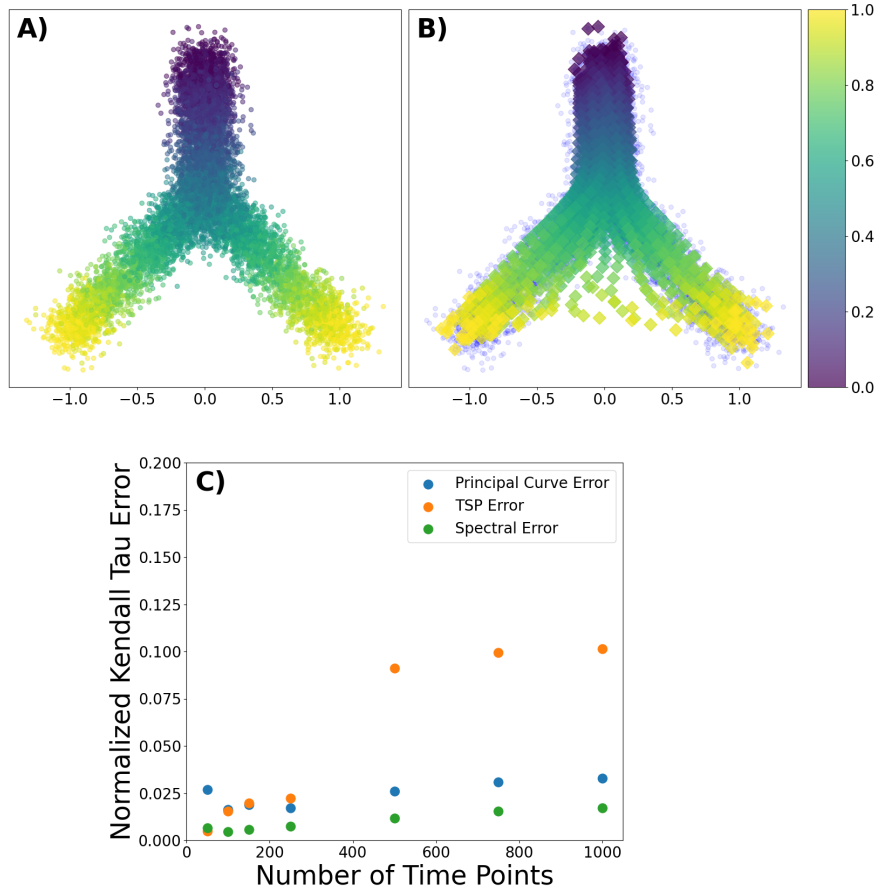 A)
B)
1.0
0.8
0.6
0.4
0.2
0.0
−1.0 −0.5 0.0 0.5 1.0
−1.0 −0.5 0.0 0.5 1.0
C)
Principal Curve Error
TSP Error
Spectral Error
Normalized Kendall Tau Error
0.200
0.175
0.150
0.125
0.100
0.075
0.050
0.025
0.000
0 200 400 600 800 1000
Number of Time Points